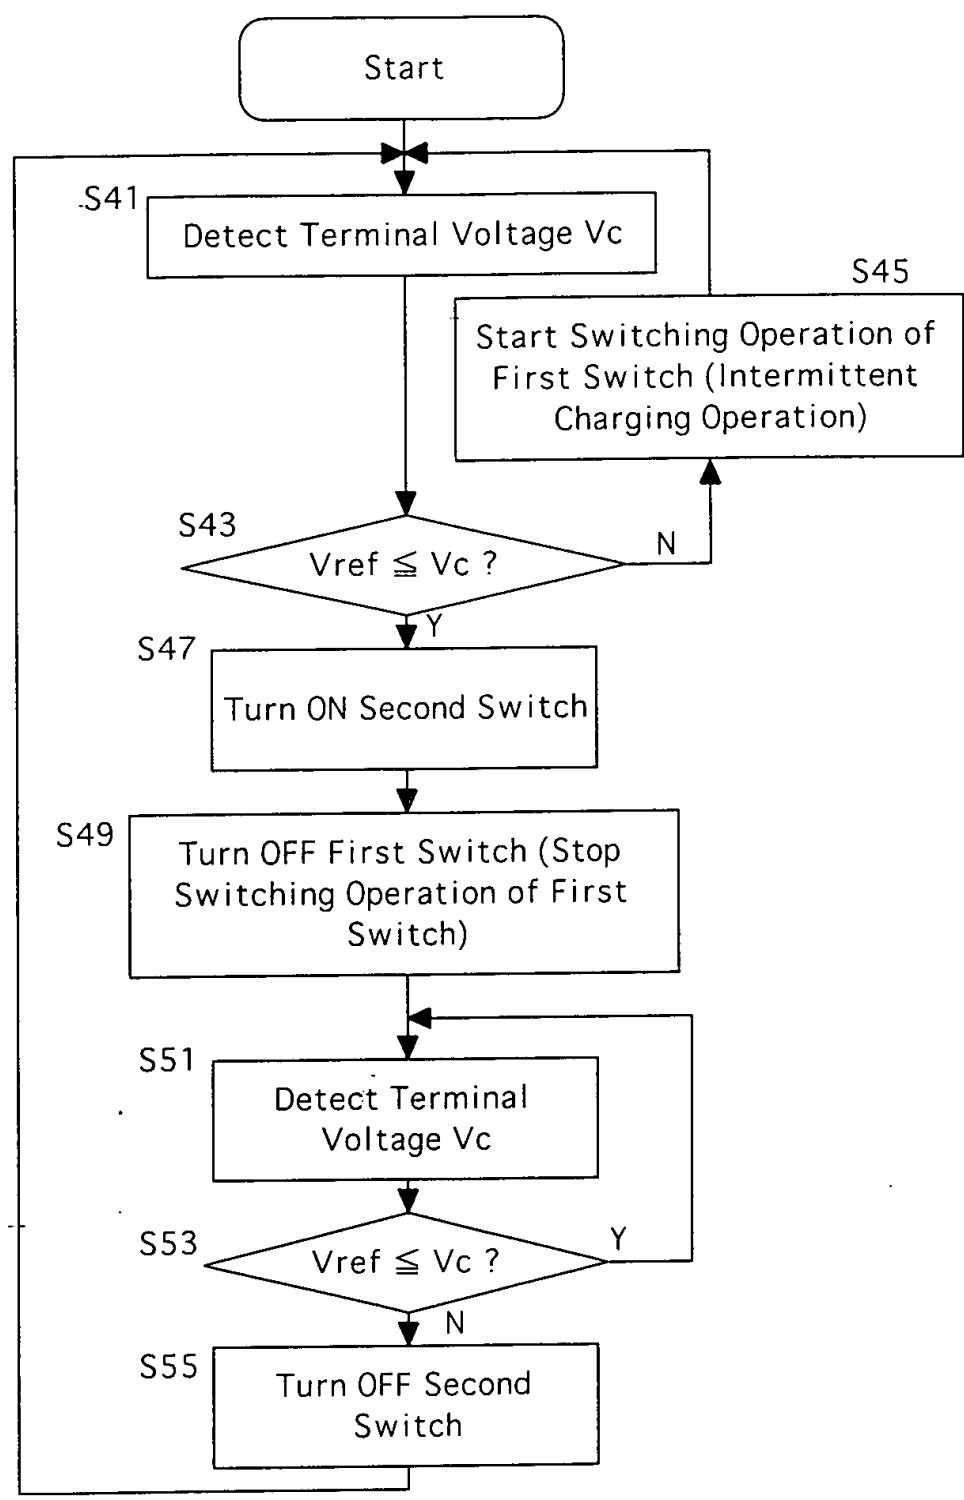 Start
S41
Detect Terminal Voltage Vc
S45
Start Switching Operation of
First Switch (Intermittent
Charging Operation)
S43
Vref ≦ Vc ?
N
Y
S47
Turn ON Second Switch
S49
Turn OFF First Switch (Stop
Switching Operation of First
Switch)
S51
Detect Terminal
Voltage Vc
S53
Vref ≦ Vc ?
Y
N
S55
Turn OFF Second
Switch